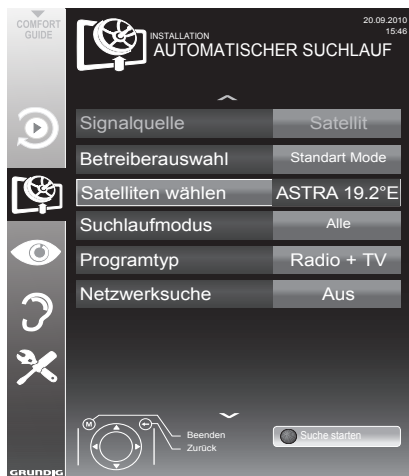 COMFORT
GUIDE
20.09.2010
15:46
INSTALLATION
AUTOMATISCHER SUCHLAUF
Signalquelle Satellit
Betreiberauswahl Standart Mode
Satelliten wählen ASTRA 19.2°E
Suchlaufmodus Alle
Programtyp Radio + TV
Netzwerksuche Aus
M
Beenden
Zurück
Suche starten
GRUNDIG